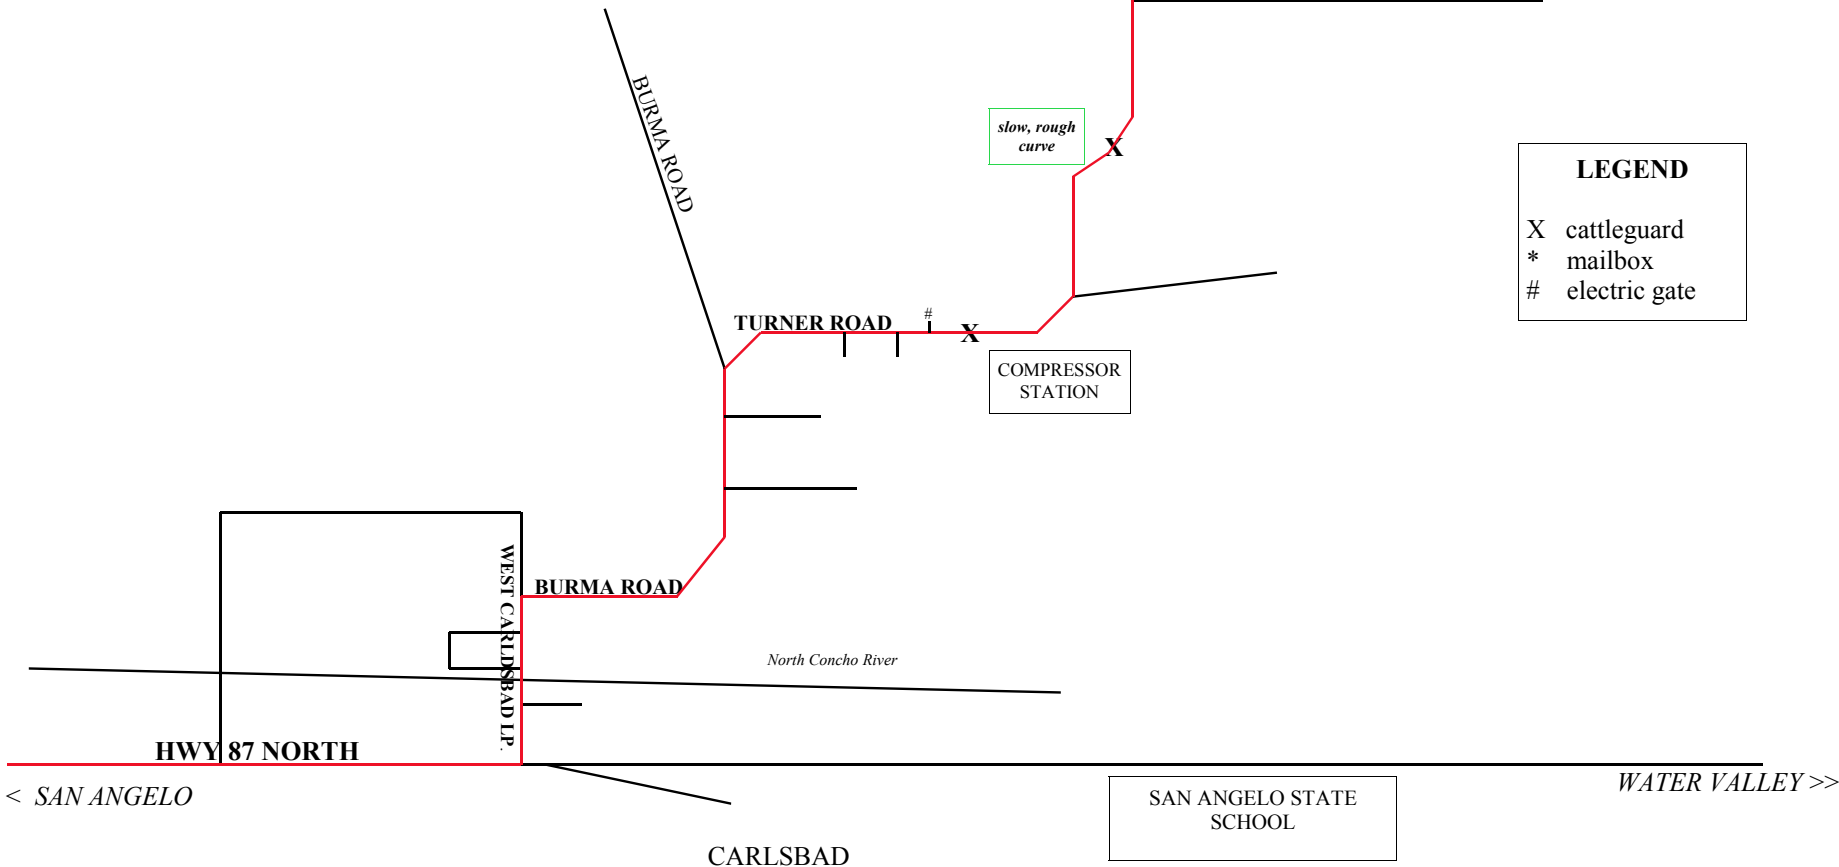 BURMA ROAD
slow, rough
curve
X
LEGEND
X cattleguard
* mailbox
# electric gate
#
TURNER ROAD
X
COMPRESSOR
STATION
WEST CARLDSBAD LP.
BURMA ROAD
North Concho River
HWY 87 NORTH
< SAN ANGELO
WATER VALLEY >>
SAN ANGELO STATE
SCHOOL
CARLSBAD